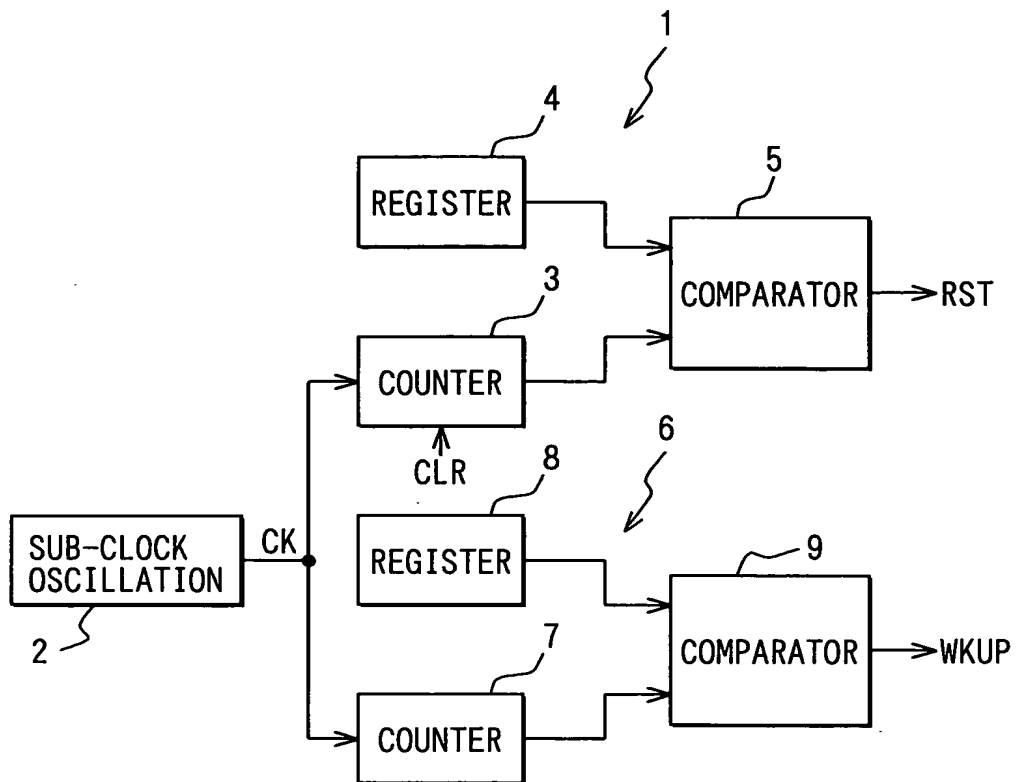 1
4
REGISTER
5
COMPARATOR
RST
3
COUNTER
CLR
6
8
REGISTER
SUB-CLOCK
OSCILLATION
CK
2
9
COMPARATOR
WKUP
7
COUNTER